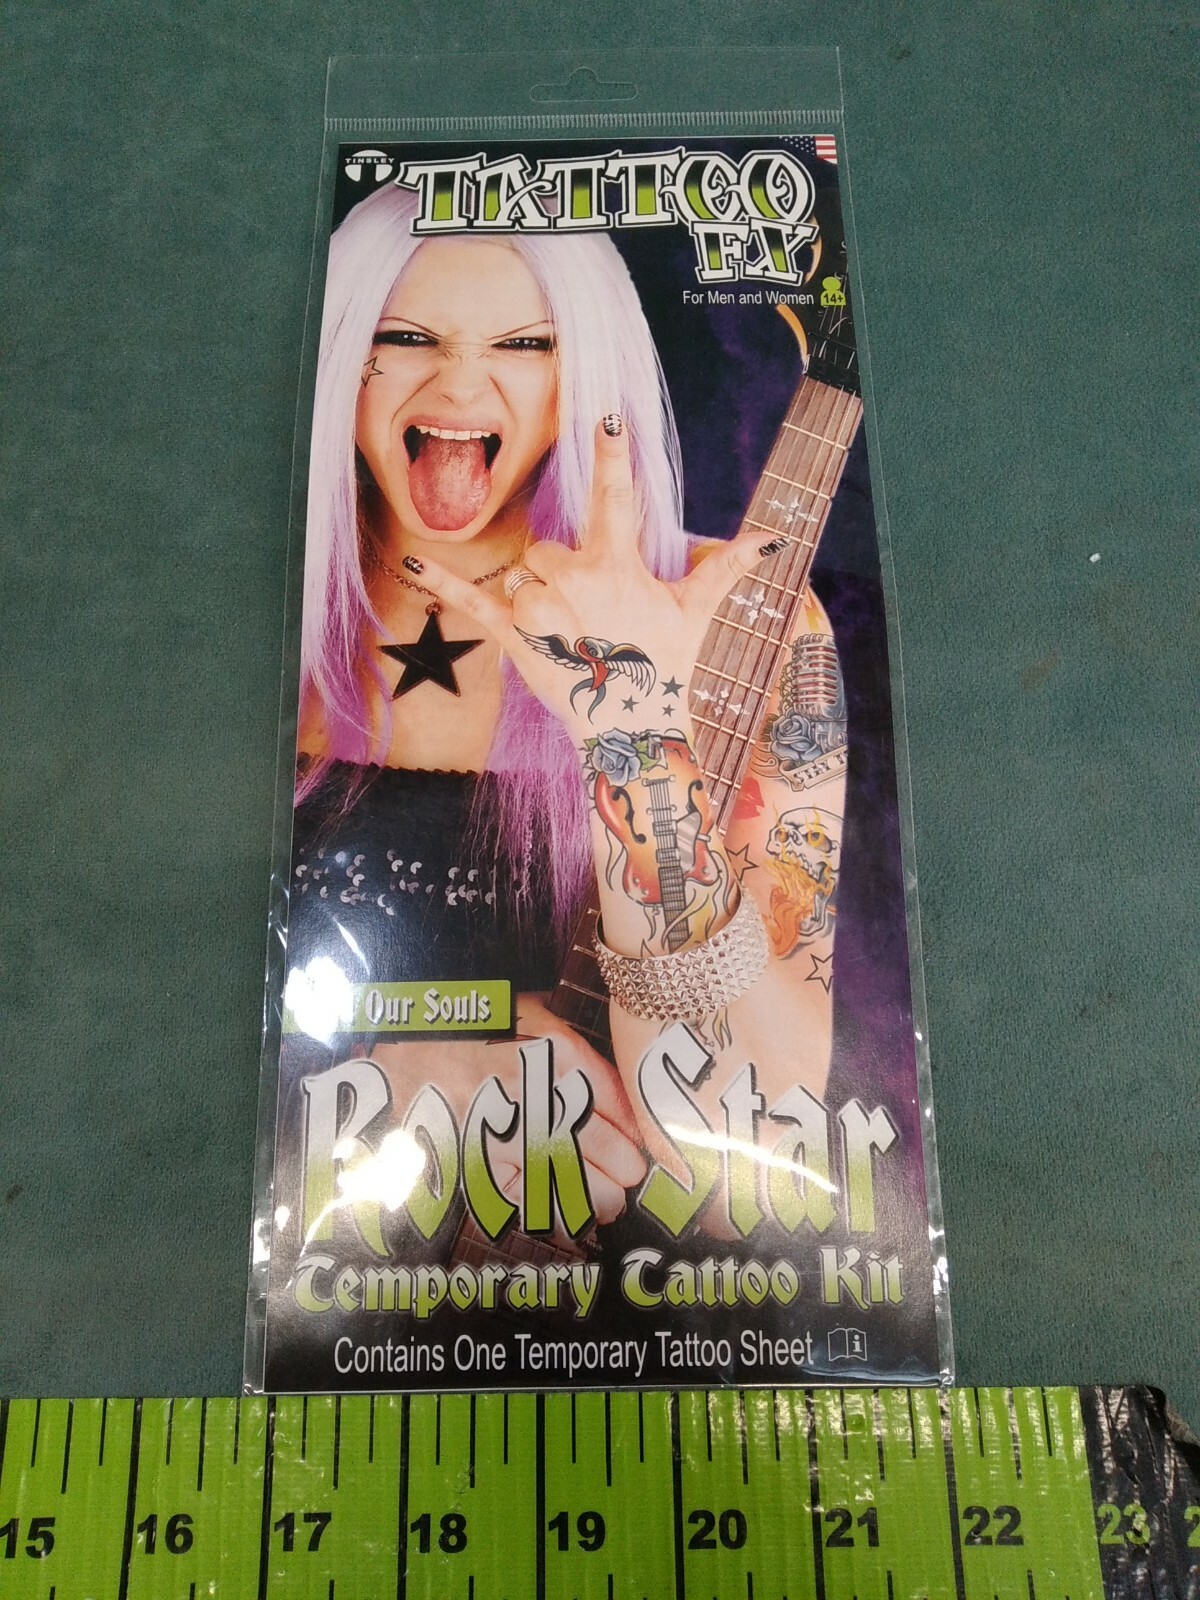 TINSLEY
TATTOO
FX
For Men and Women 14+
STAY
Our Souls
Rock Star
Temporary Tattoo Kit
Contains One Temporary Tattoo Sheet i
15 16 17 18 19 20 21 22 23